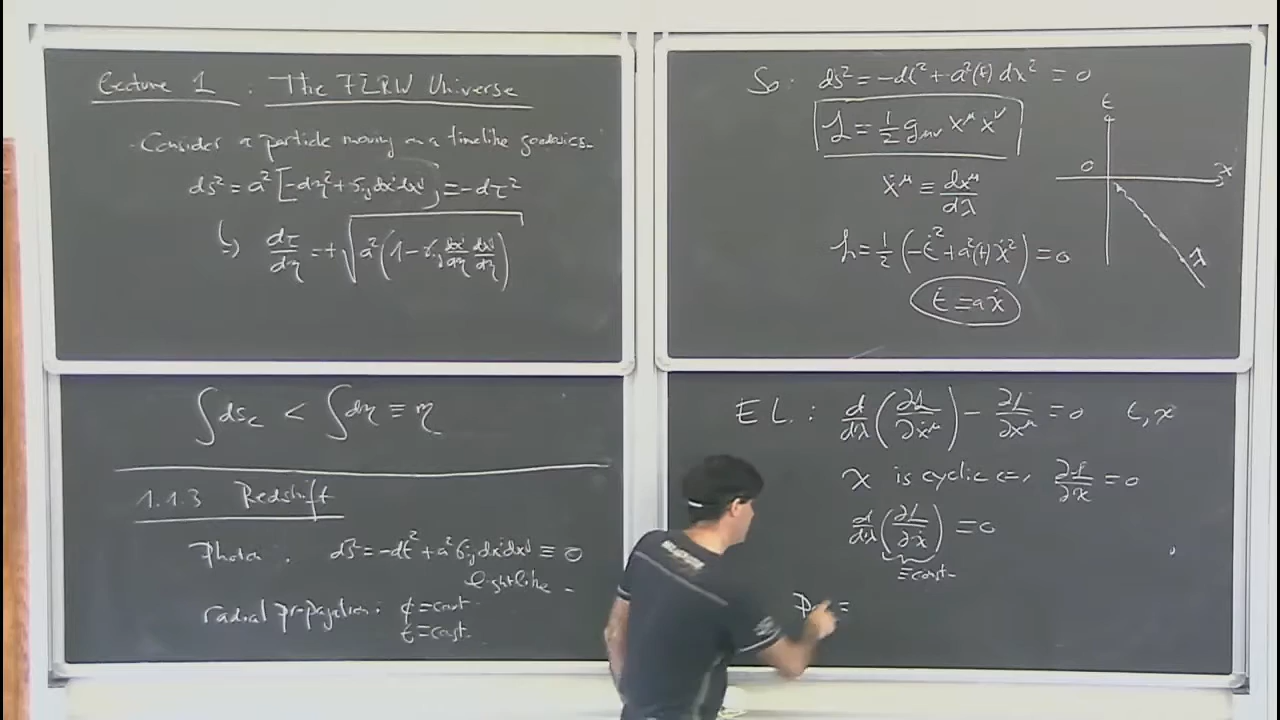 Lecture 1 : The FLRW Universe
- Consider a particle moving on a timelike geodesics -
ds² = a² [-dη² + γij dxⁱ dxʲ] = -dτ²
↳ dτ/dη = + √(a² (1 - γij dxⁱ/dη dxʲ/dη))
∫ds_c < ∫dη ≡ η
1.1.3 Redshift
Photon : ds² = -dt² + a² γij dxⁱ dxʲ ≡ 0
lightlike -
radial propagation : φ = const.
t = const.
So : ds² = -dt² + a²(t) dx² = 0
L = 1/2 gμν ẋ^μ ẋ^ν
ẋ^μ ≡ dx^μ/dλ
L = 1/2 (-ṫ² + a²(t) ẋ²) = 0
ṫ = aẋ
t
0
x
λ
E L. : d/dλ (∂L/∂ẋ^μ) - ∂L/∂x^μ = 0 t, x
x is cyclic ⟺ ∂L/∂x = 0
d/dλ (∂L/∂ẋ) = 0
≡ const -